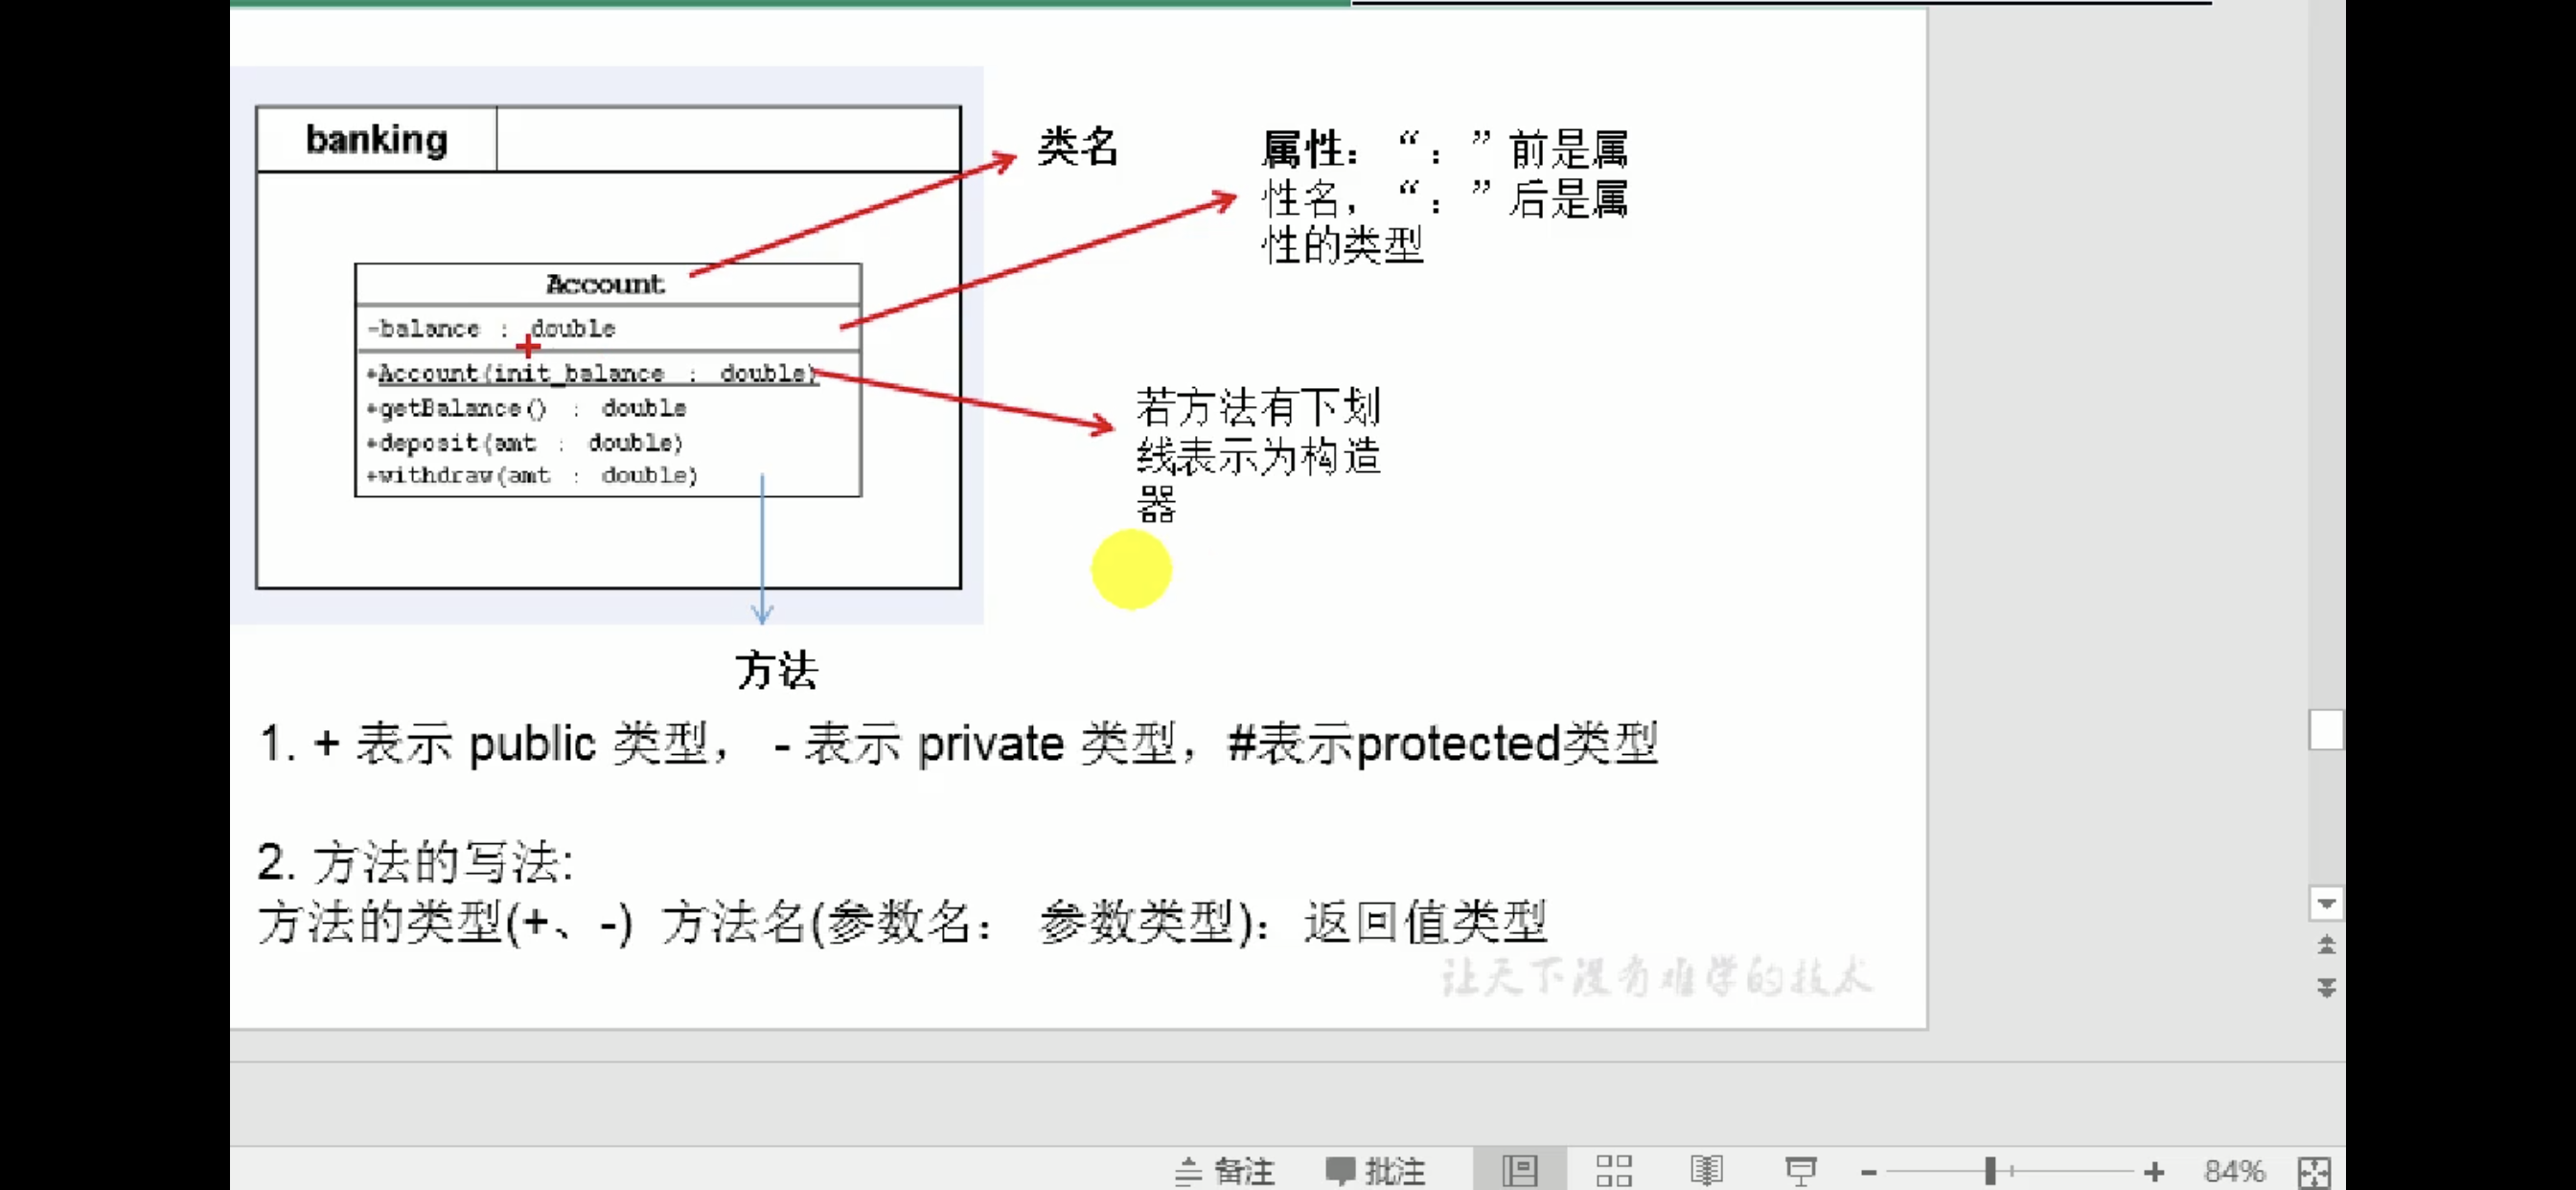 banking
类名
属性：“：”前是属
性名，“：”后是属
性的类型
Account
-balance : double
+Account(init_balance : double)
+getBalance() : double
+deposit(amt : double)
+withdraw(amt : double)
若方法有下划
线表示为构造
器
方法
1. + 表示 public 类型， - 表示 private 类型，#表示protected类型
2. 方法的写法:
方法的类型(+、-) 方法名(参数名： 参数类型)：返回值类型
让天下没有难学的技术
备注 批注 84%